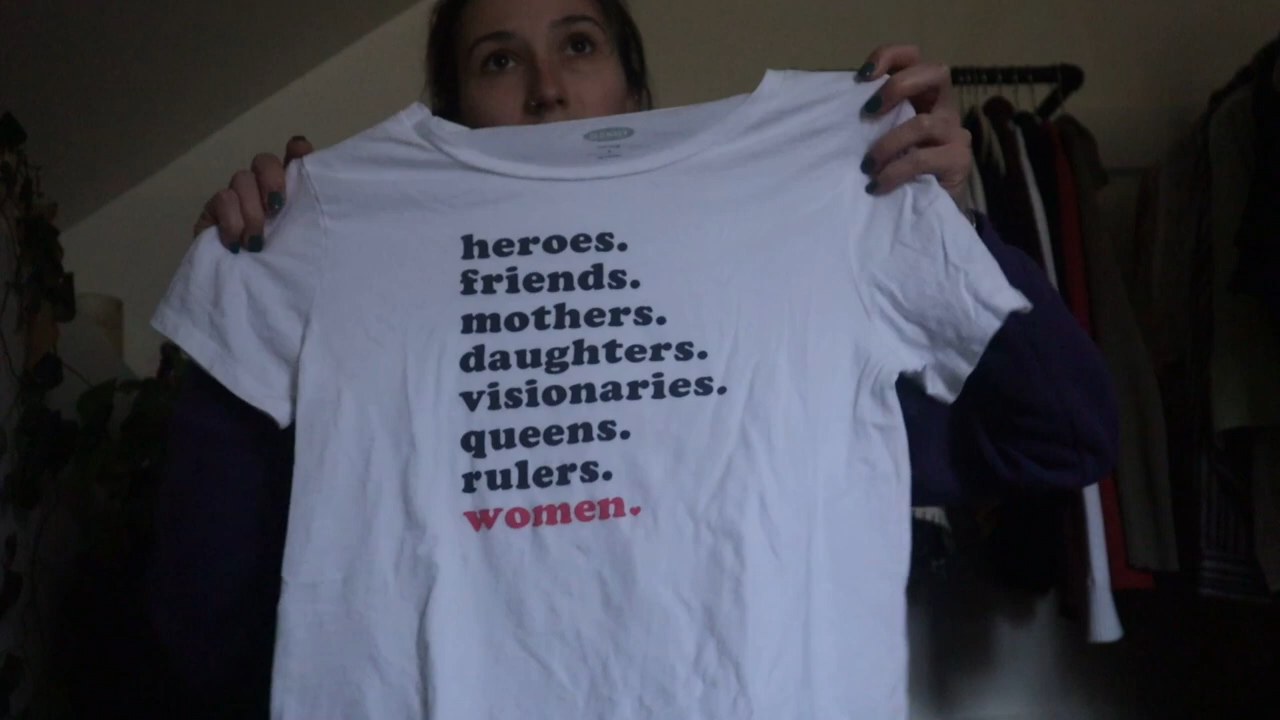 heroes.
friends.
mothers.
daughters.
visionaries.
queens.
rulers.
women.